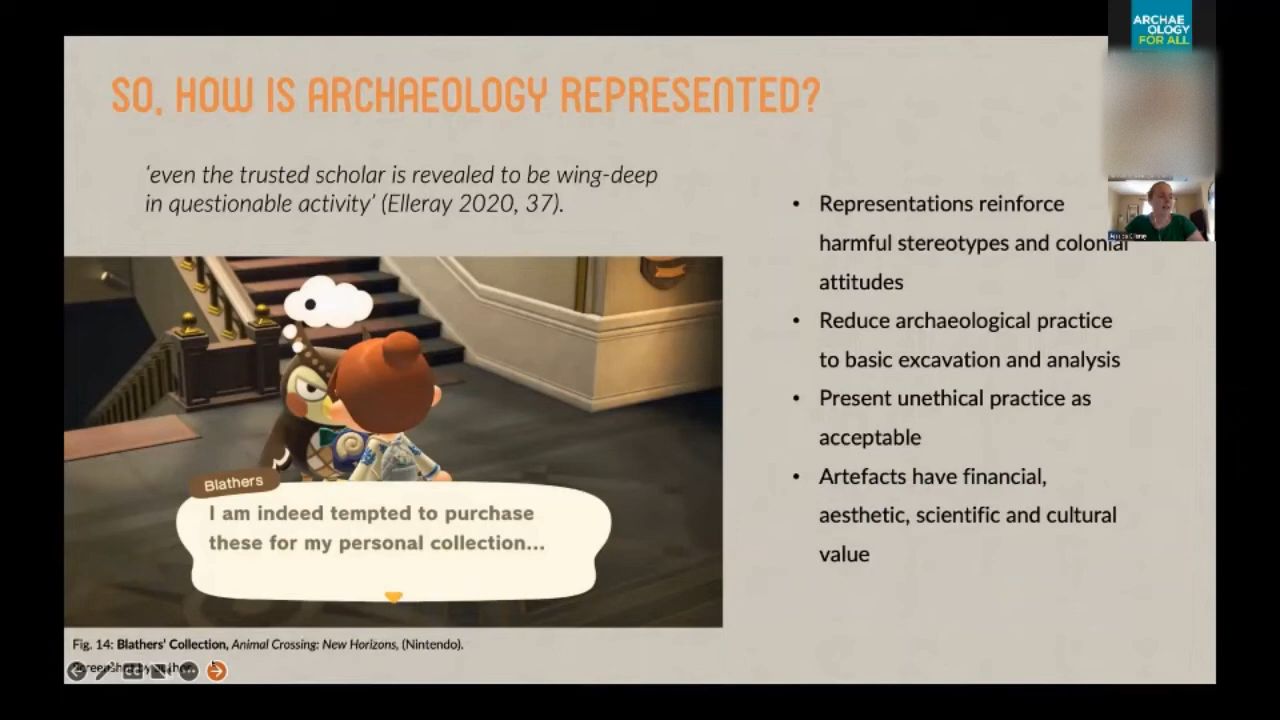 ARCHAE
OLOGY
FOR ALL
SO, HOW IS ARCHAEOLOGY REPRESENTED?
'even the trusted scholar is revealed to be wing-deep
in questionable activity' (Elleray 2020, 37).
Blathers
I am indeed tempted to purchase
these for my personal collection...
Fig. 14: Blathers' Collection, Animal Crossing: New Horizons, (Nintendo).
Screenshot by author.
• Representations reinforce
harmful stereotypes and colonial
attitudes
• Reduce archaeological practice
to basic excavation and analysis
• Present unethical practice as
acceptable
• Artefacts have financial,
aesthetic, scientific and cultural
value